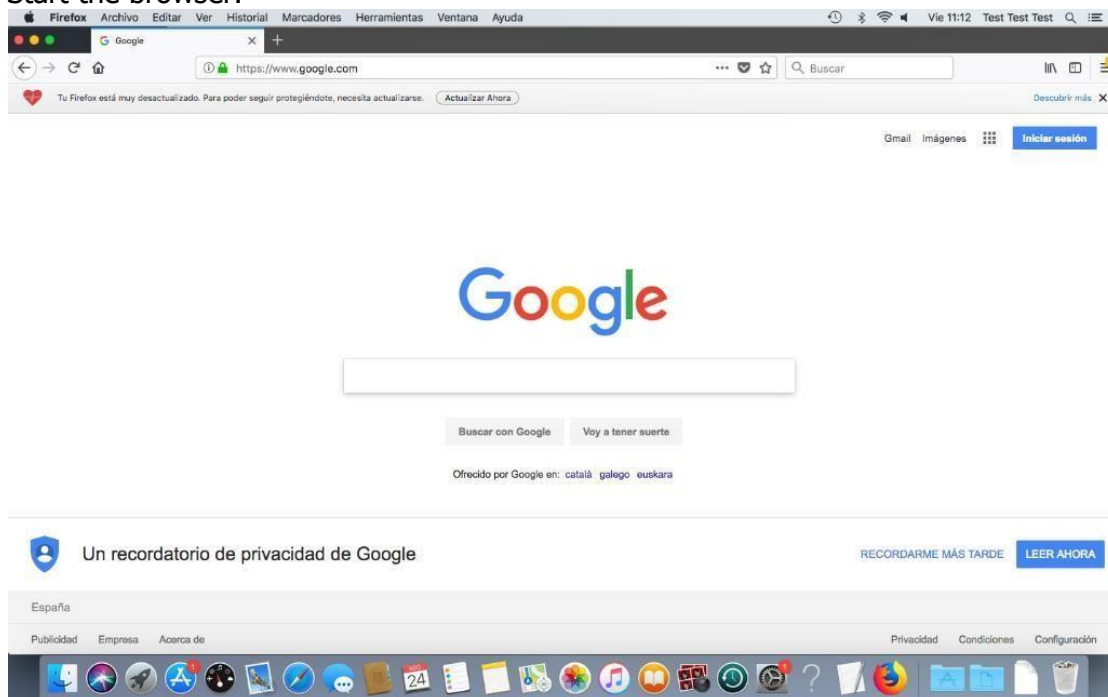 Start the browser.
Firefox Archivo Editar Ver Historial Marcadores Herramientas Ventana Ayuda Vie 11:12 Test Test Test
Google
https://www.google.com Buscar
Tu Firefox está muy desactualizado. Para poder seguir protegiéndote, necesita actualizarse. Actualizar Ahora Descubrir más
Gmail Imágenes Iniciar sesión
Google
Buscar con Google Voy a tener suerte
Ofrecido por Google en: català galego euskara
Un recordatorio de privacidad de Google RECORDARME MÁS TARDE LEER AHORA
España
Publicidad Empresa Acerca de Privacidad Condiciones Configuración
AGO
24